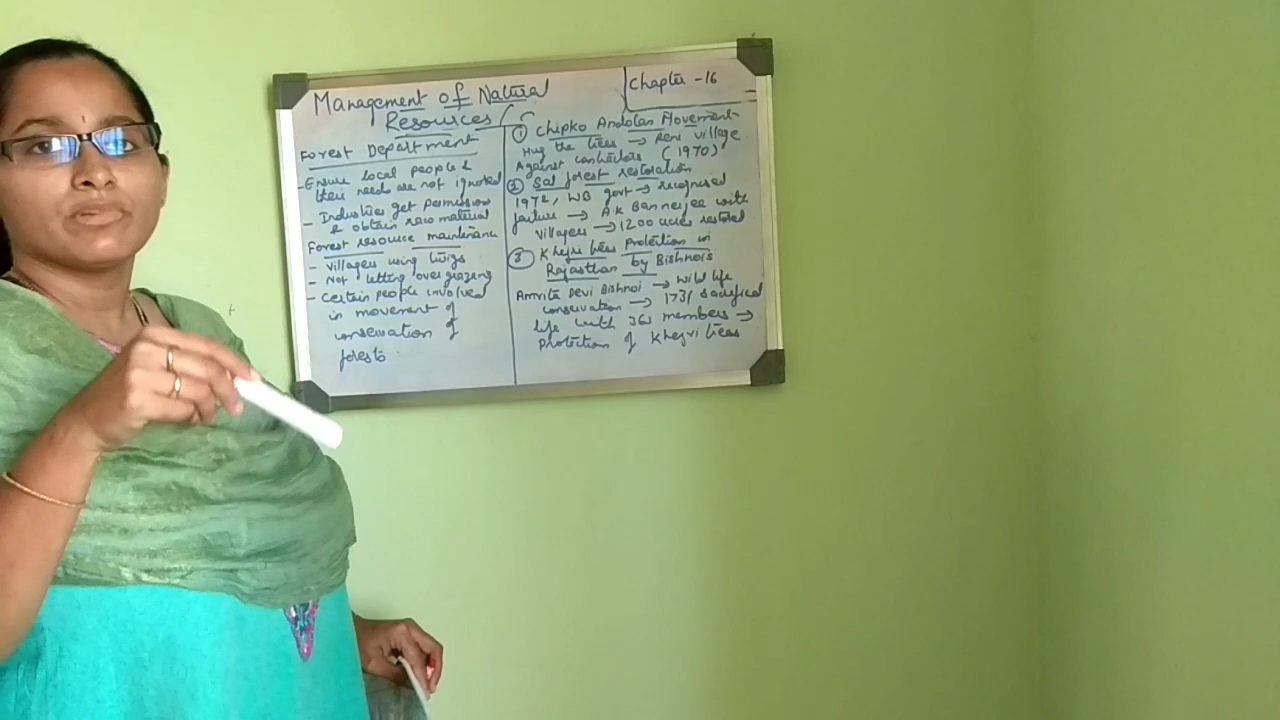 Management of Natural
Resources
Chapter - 16
Forest Department
- Ensure local people &
their needs are not ignored
- Industries get permission
& obtain raw material
Forest resource maintenance
- Villagers using twigs
- Not letting overgrazing
- Certain people involved
in movement of
conservation of
forests
① Chipko Andolan Movement
Hug the trees → Reni village
Against contractors (1970)
② Sal forest restoration
1972, WB govt → recognised
failure → A.K Bannerjee with
villagers → 1200 acres restored
③ Khejri trees protection in
Rajasthan by Bishnois
Amrita Devi Bishnoi → wild life
conservation → 1731 sacrificed
life with 363 members →
protection of Khejri trees